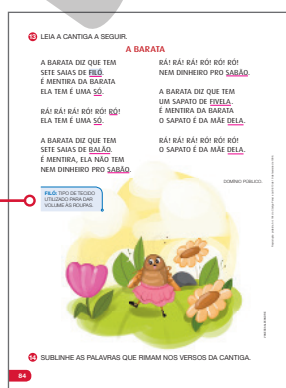 13 LEIA A CANTIGA A SEGUIR.
A BARATA
A BARATA DIZ QUE TEM
SETE SAIAS DE FILÓ.
É MENTIRA DA BARATA
ELA TEM É UMA SÓ.
RÁ! RÁ! RÁ! RÓ! RÓ! RÓ!
ELA TEM É UMA SÓ.
A BARATA DIZ QUE TEM
SETE SAIAS DE BALÃO.
É MENTIRA, ELA NÃO TEM
NEM DINHEIRO PRO SABÃO.
RÁ! RÁ! RÁ! RÓ! RÓ! RÓ!
NEM DINHEIRO PRO SABÃO.
A BARATA DIZ QUE TEM
UM SAPATO DE FIVELA.
É MENTIRA DA BARATA
O SAPATO É DA MÃE DELA.
RÁ! RÁ! RÁ! RÓ! RÓ! RÓ!
O SAPATO É DA MÃE DELA.
DOMÍNIO PÚBLICO.
FILÓ: TIPO DE TECIDO
UTILIZADO PARA DAR
VOLUME ÀS ROUPAS.
14 SUBLINHE AS PALAVRAS QUE RIMAM NOS VERSOS DA CANTIGA.
84